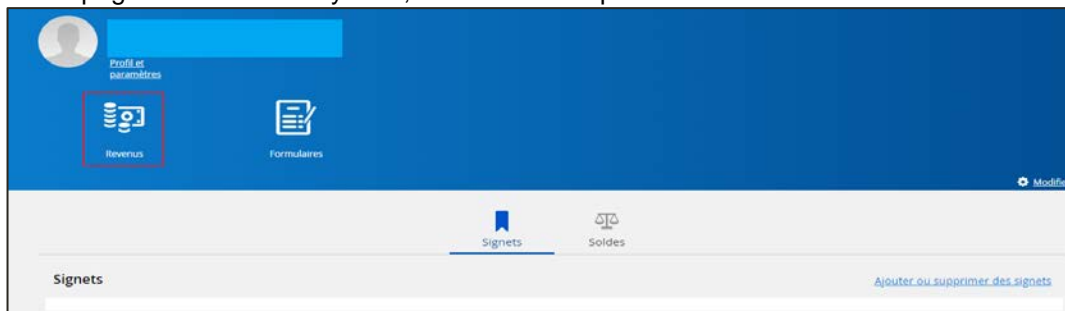 Profil et
paramètres
Revenus
Formulaires
Modifie
Signets
Soldes
Signets
Ajouter ou supprimer des signets